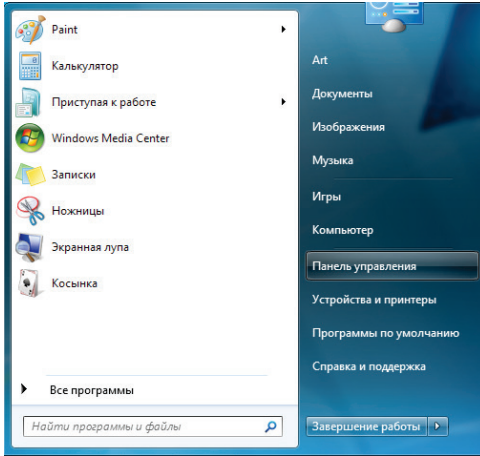 Paint
Калькулятор
Приступая к работе
Windows Media Center
Записки
Ножницы
Экранная лупа
Косынка
Все программы
Найти программы и файлы
Art
Документы
Изображения
Музыка
Игры
Компьютер
Панель управления
Устройства и принтеры
Программы по умолчанию
Справка и поддержка
Завершение работы